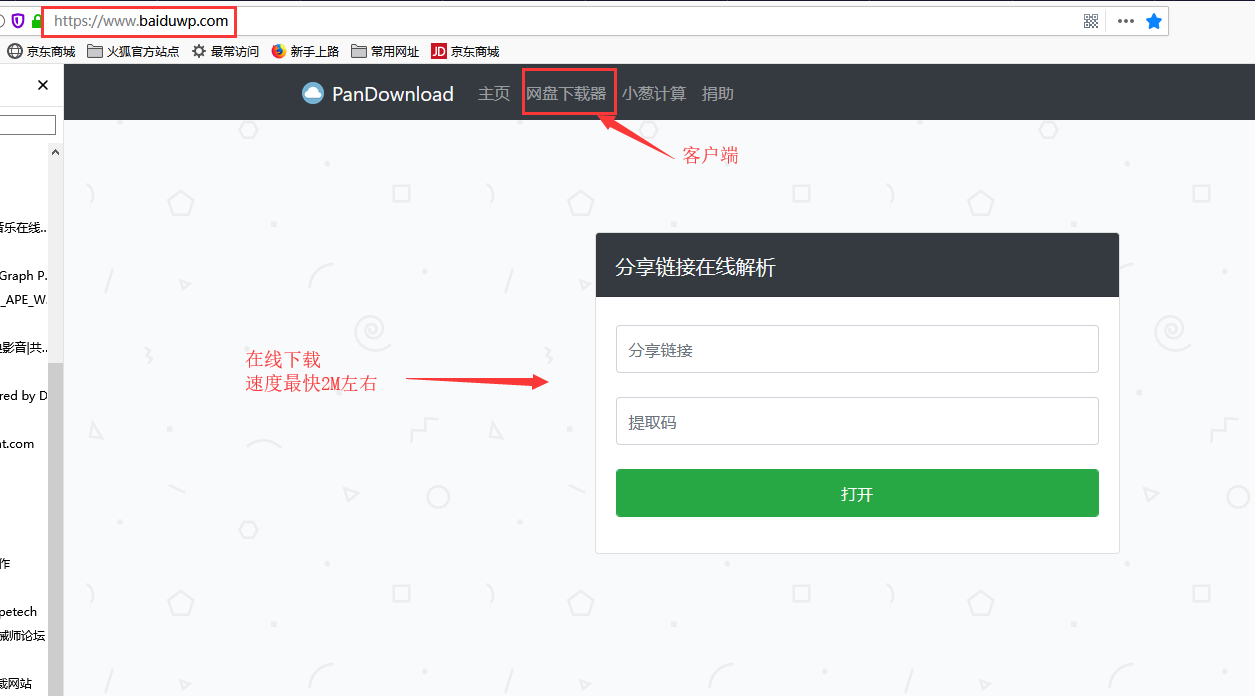 https://www.baiduwp.com
京东商城 火狐官方站点 最常访问 新手上路 常用网址 JD 京东商城
PanDownload 主页 网盘下载器 小葱计算 捐助
客户端
音乐在线..
Graph P.
_APE_W.
影音|共..
分享链接在线解析
分享链接
在线下载
速度最快2M左右
red by D
提取码
nt.com
打开
作
petech
械师论坛
载网站